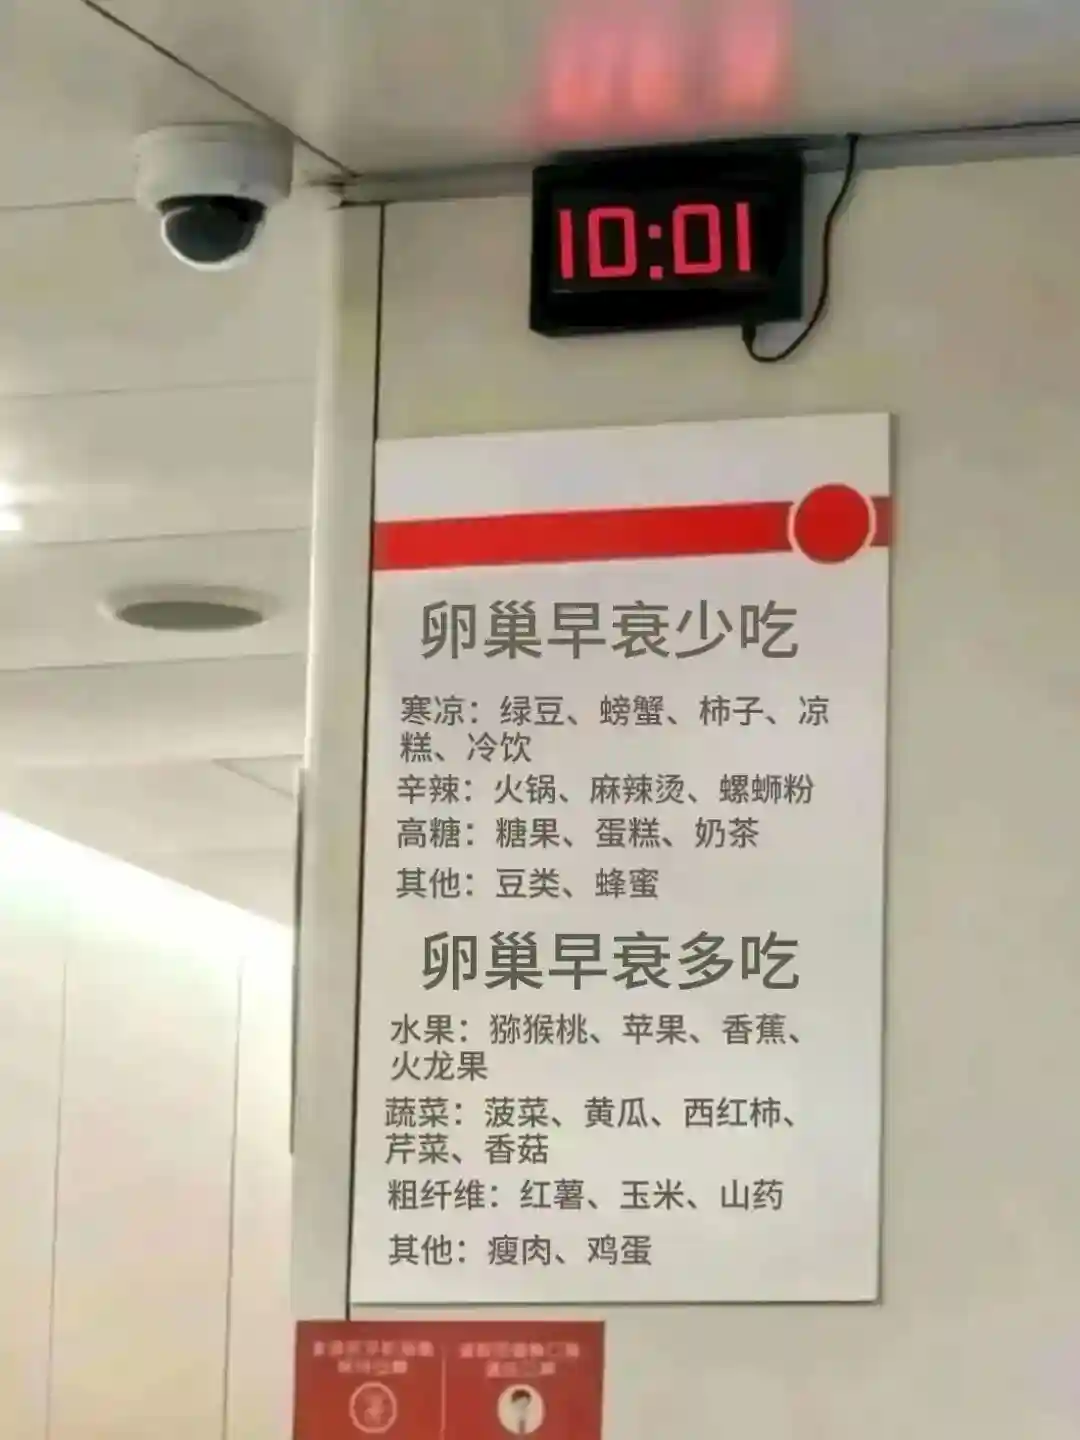 10:01
卵巢早衰少吃
寒凉：绿豆、螃蟹、柿子、凉
糕、冷饮
辛辣：火锅、麻辣烫、螺蛳粉
高糖：糖果、蛋糕、奶茶
其他：豆类、蜂蜜
卵巢早衰多吃
水果：猕猴桃、苹果、香蕉、
火龙果
蔬菜：菠菜、黄瓜、西红柿、
芹菜、香菇
粗纤维：红薯、玉米、山药
其他：瘦肉、鸡蛋